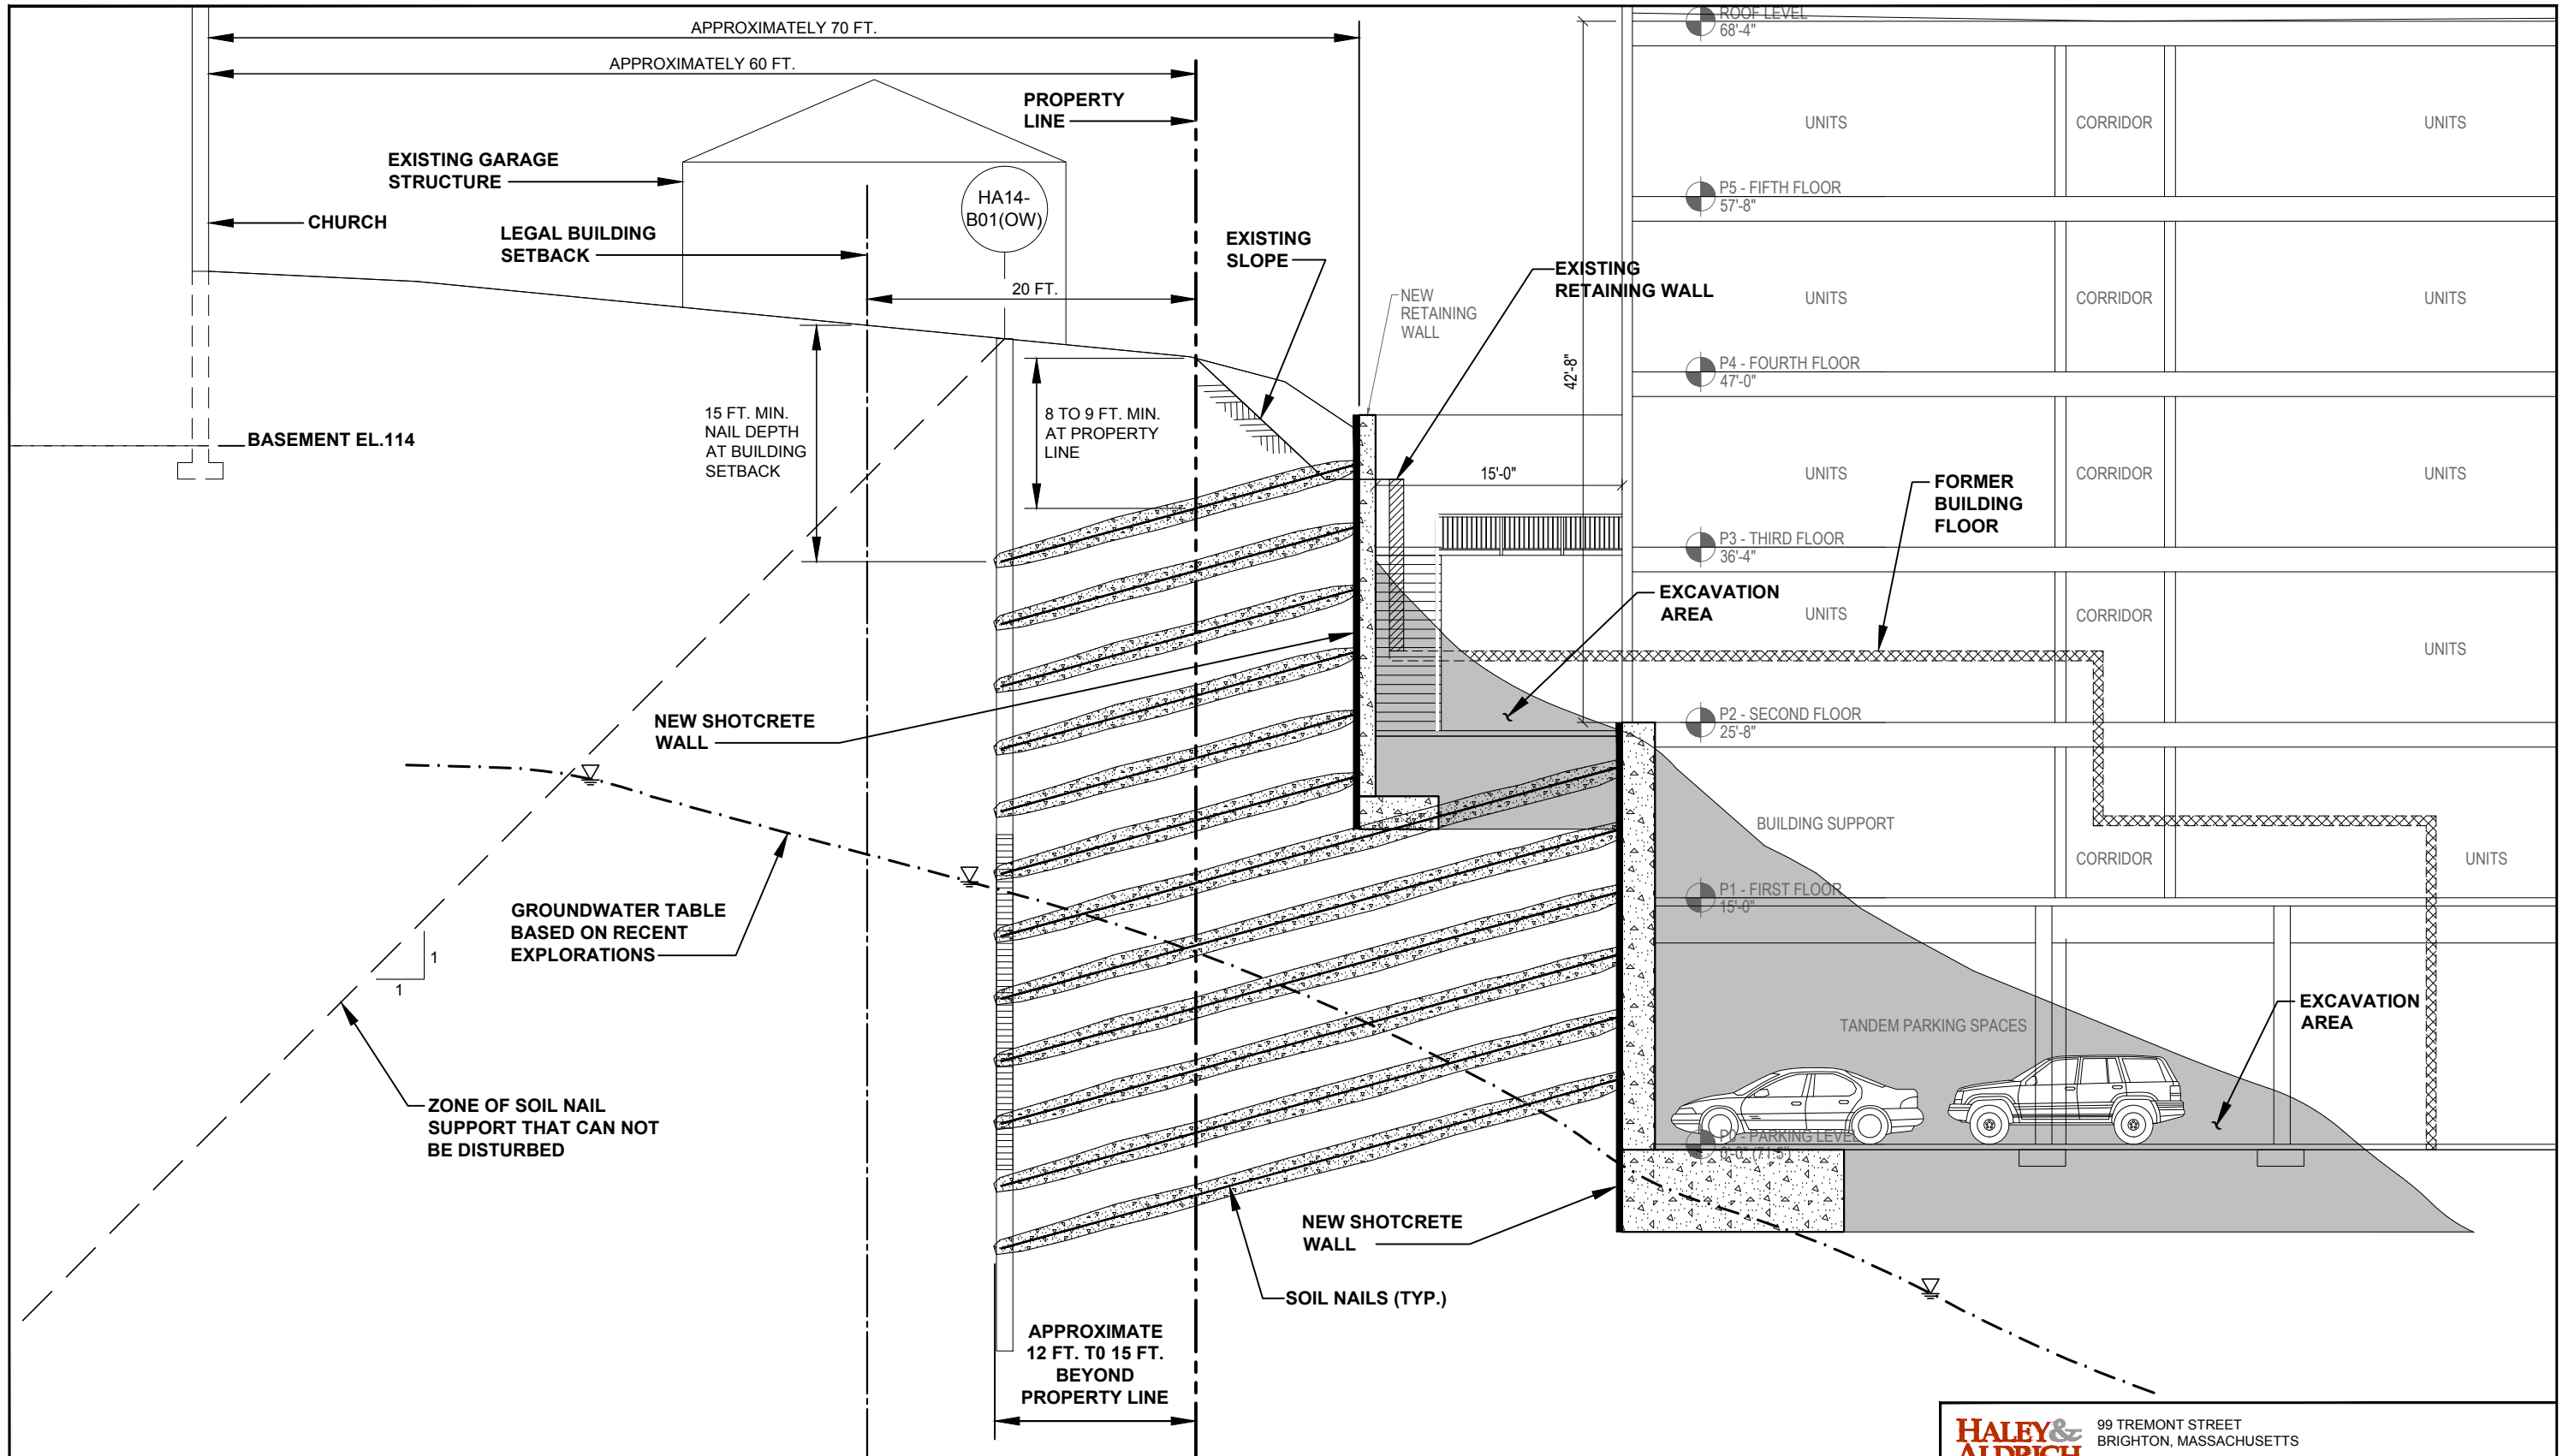 APPROXIMATELY 70 FT.
APPROXIMATELY 60 FT.
PROPERTY
LINE
EXISTING GARAGE
STRUCTURE
CHURCH
LEGAL BUILDING
SETBACK
HA14-
B01(OW)
20 FT.
EXISTING
SLOPE
EXISTING
RETAINING WALL
NEW
RETAINING
WALL
42'-8"
15'-0"
15 FT. MIN.
NAIL DEPTH
AT BUILDING
SETBACK
8 TO 9 FT. MIN.
AT PROPERTY
LINE
BASEMENT EL.114
ROOF LEVEL
68'-4"
UNITS
CORRIDOR
UNITS
P5 - FIFTH FLOOR
57'-8"
UNITS
CORRIDOR
UNITS
P4 - FOURTH FLOOR
47'-0"
UNITS
CORRIDOR
UNITS
FORMER
BUILDING
FLOOR
P3 - THIRD FLOOR
36'-4"
EXCAVATION
AREA
UNITS
CORRIDOR
UNITS
P2 - SECOND FLOOR
25'-8"
BUILDING SUPPORT
CORRIDOR
UNITS
P1 - FIRST FLOOR
15'-0"
TANDEM PARKING SPACES
EXCAVATION
AREA
P0 - PARKING LEVEL
0'-0" (71.5')
NEW SHOTCRETE
WALL
GROUNDWATER TABLE
BASED ON RECENT
EXPLORATIONS
1
1
ZONE OF SOIL NAIL
SUPPORT THAT CAN NOT
BE DISTURBED
NEW SHOTCRETE
WALL
SOIL NAILS (TYP.)
APPROXIMATE
12 FT. T0 15 FT.
BEYOND
PROPERTY LINE
HALEY&
ALDRICH
99 TREMONT STREET
BRIGHTON, MASSACHUSETTS